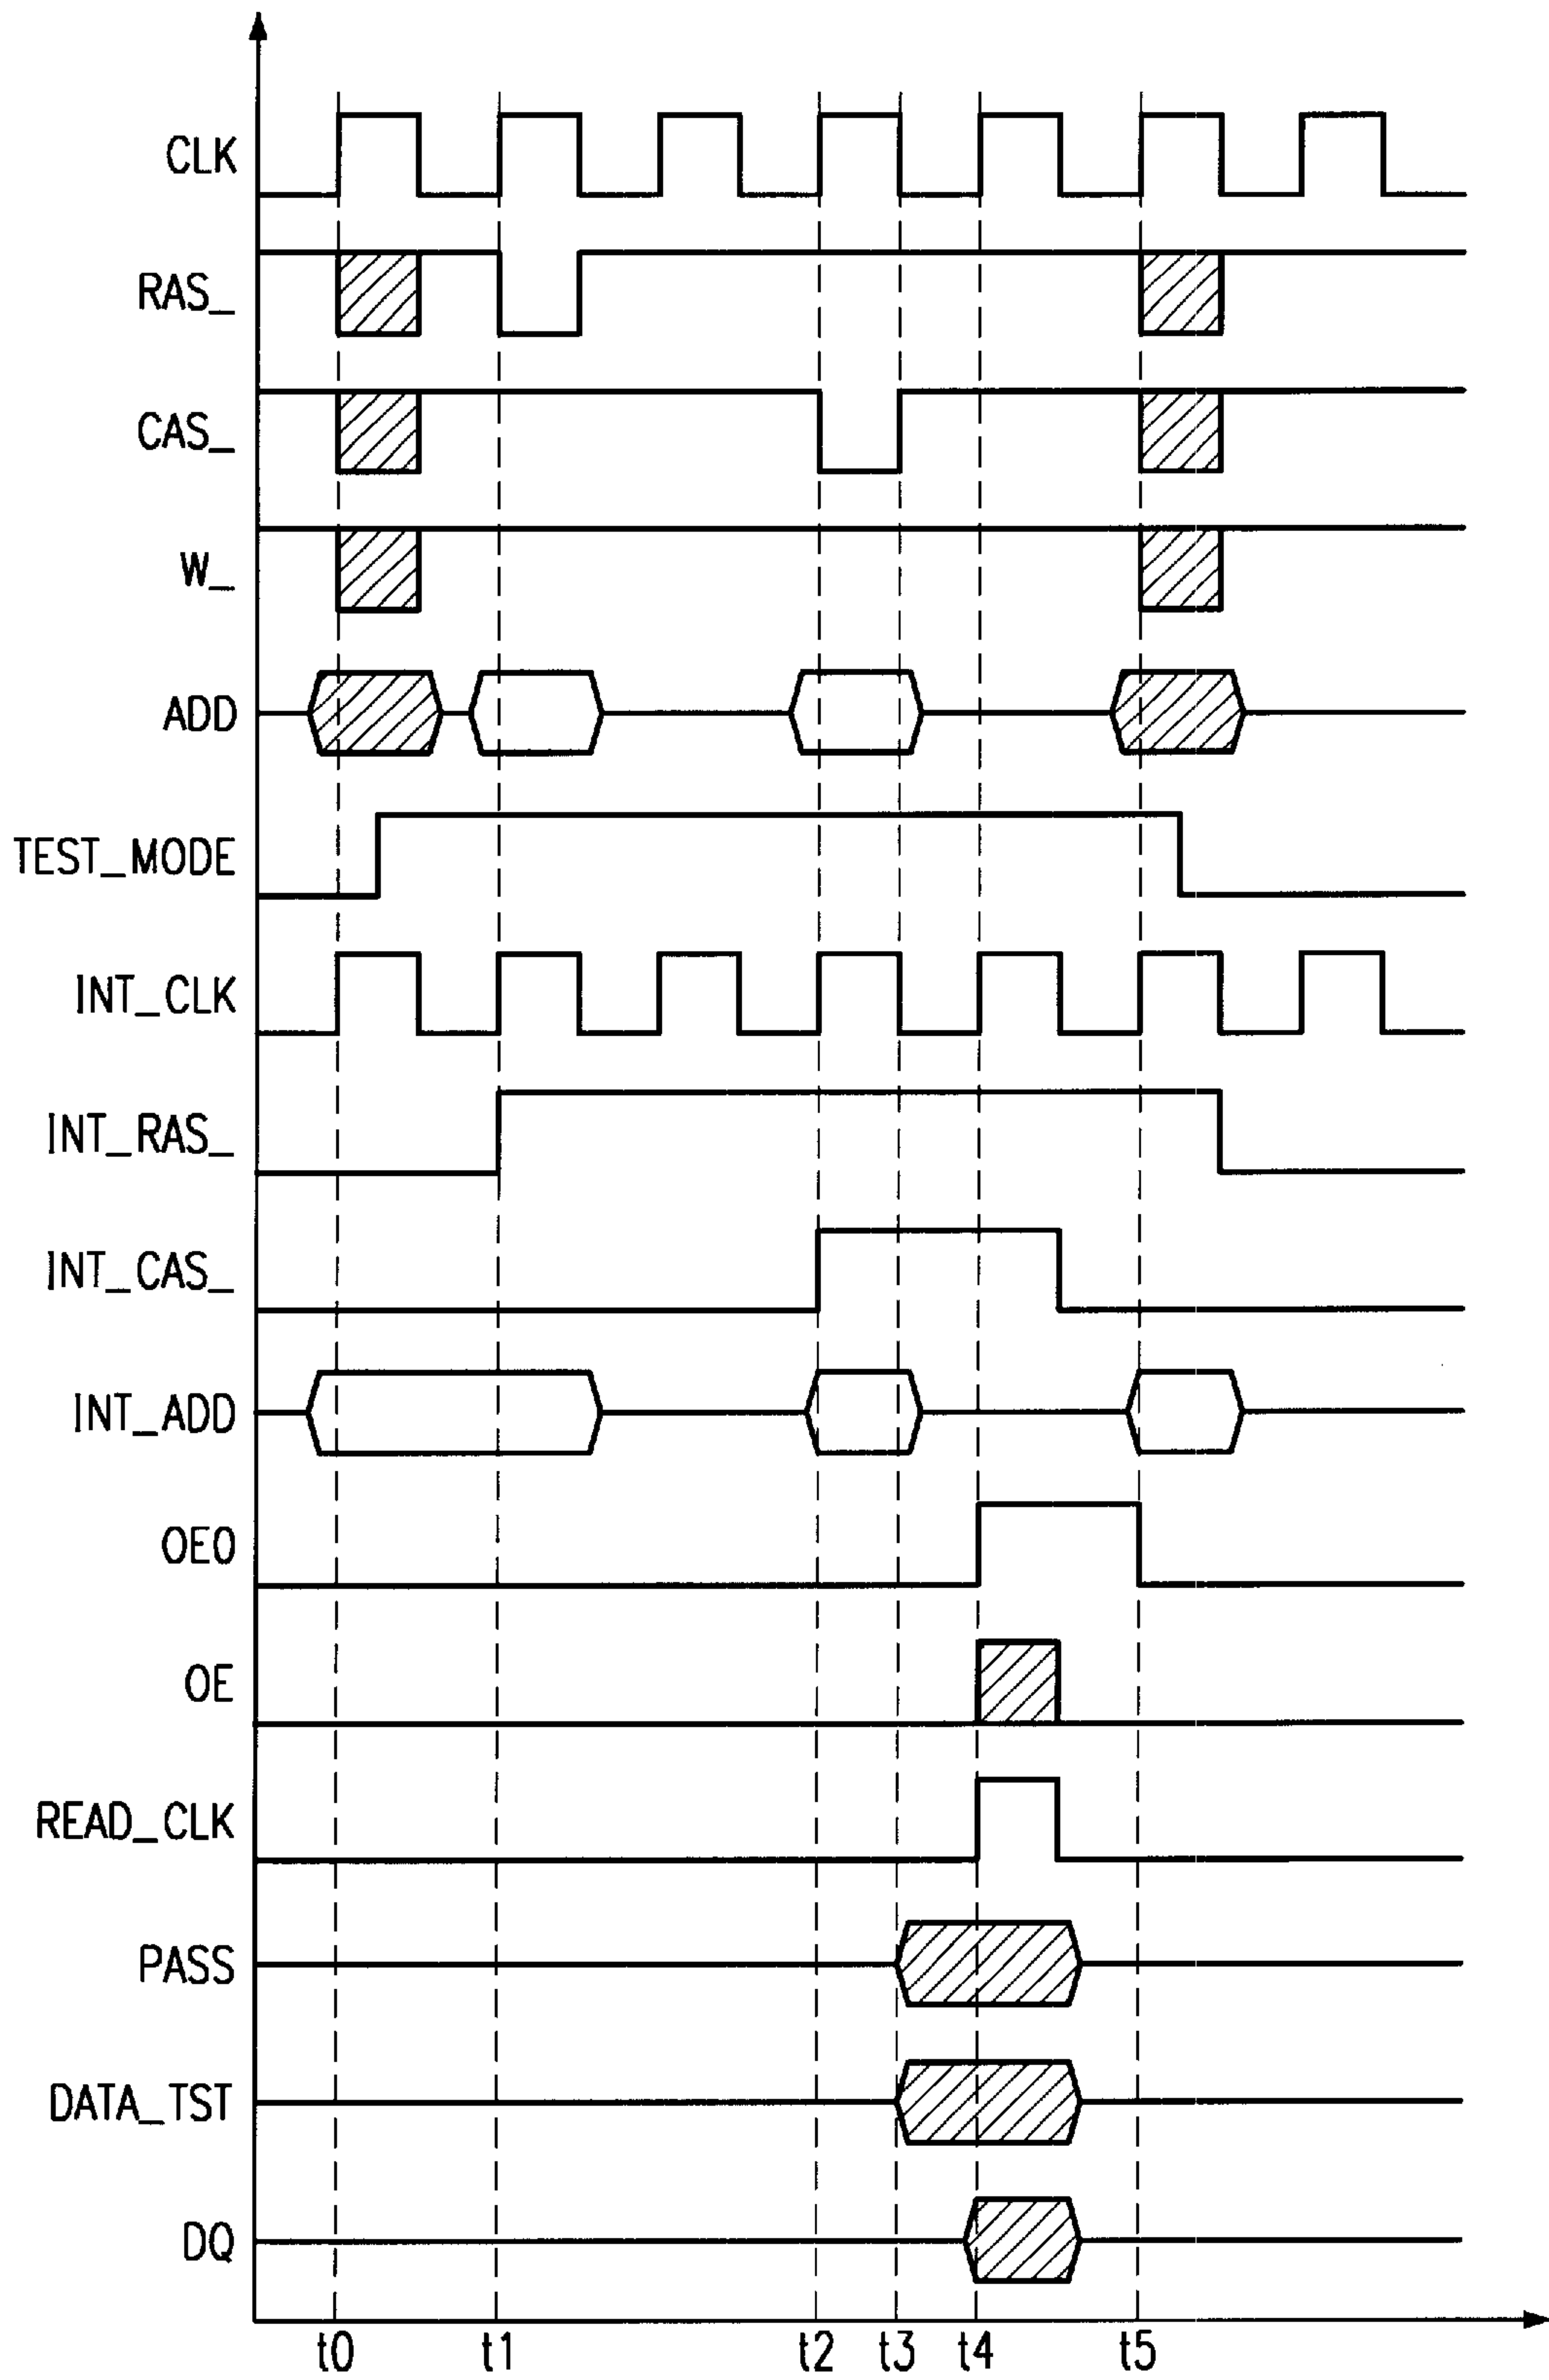 CLK
RAS_
CAS_
W_
ADD
TEST_MODE
INT_CLK
INT_RAS_
INT_CAS_
INT_ADD
OE0
OE
READ_CLK
PASS
DATA_TST
DQ
t0 t1 t2 t3 t4 t5